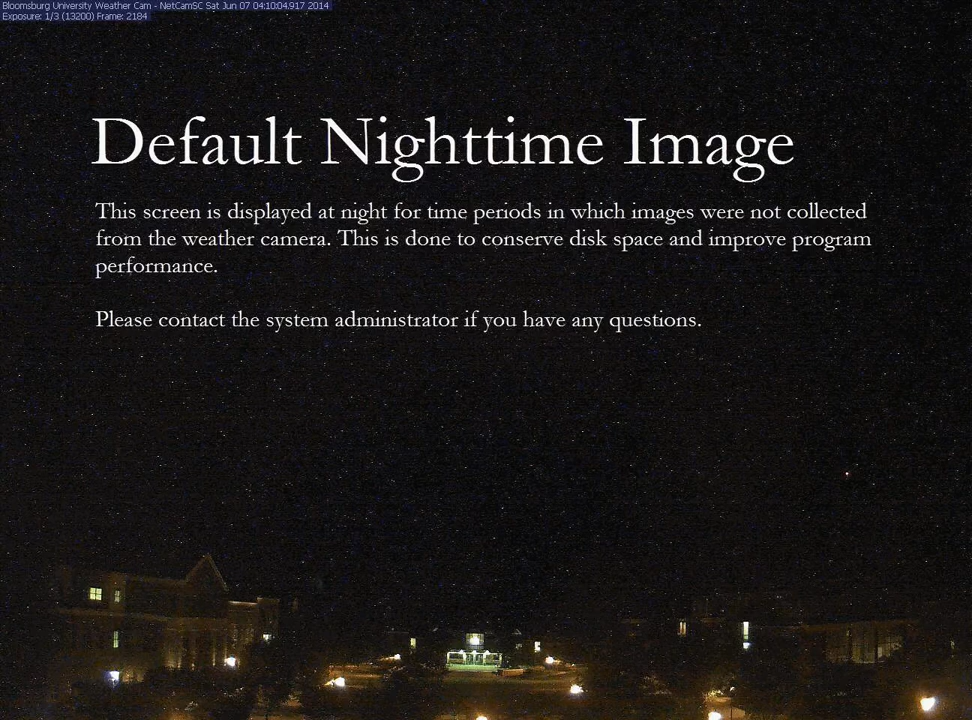 Bloomsburg University Weather Cam - NetCamSC Sat Jun 07 04:10:04.917 2014
Exposure: 1/3 (13200) Frame: 2184
Default Nighttime Image
This screen is displayed at night for time periods in which images were not collected
from the weather camera. This is done to conserve disk space and improve program
performance.
Please contact the system administrator if you have any questions.